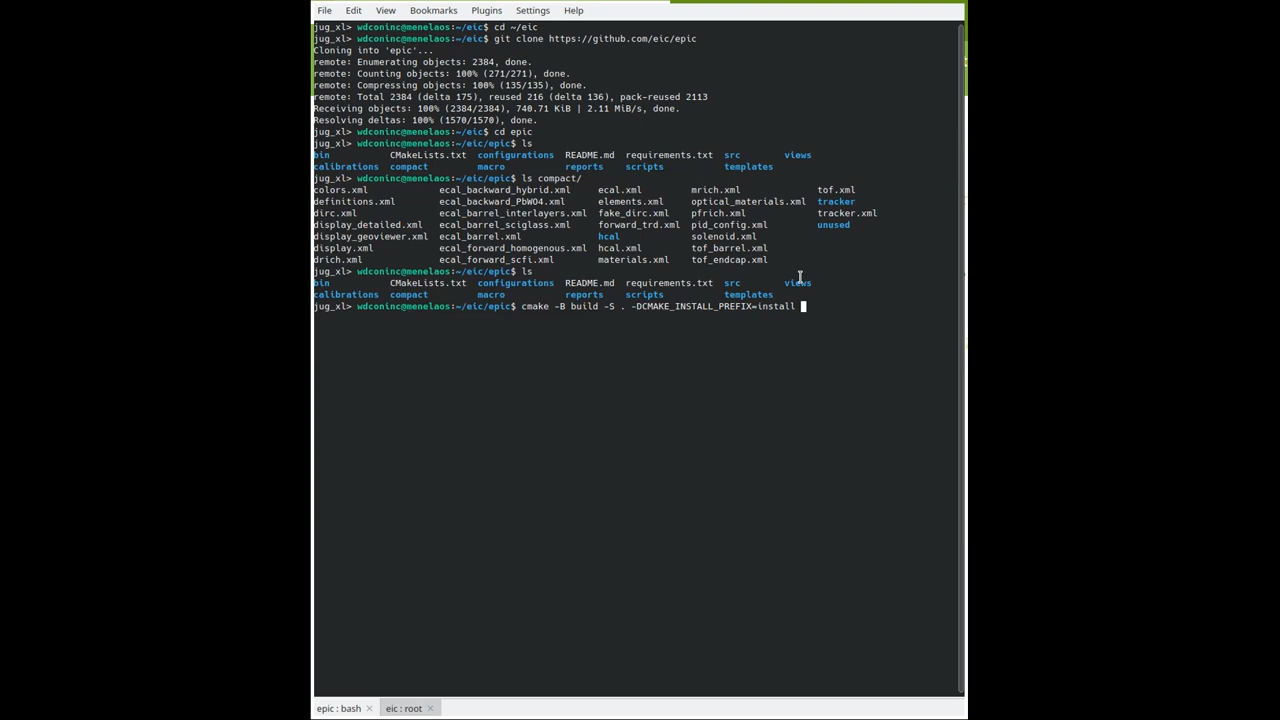 File Edit View Bookmarks Plugins Settings Help
jug_xl> wdconinc@menelaos:~/eic$ cd ~/eic
jug_xl> wdconinc@menelaos:~/eic$ git clone https://github.com/eic/epic
Cloning into 'epic'...
remote: Enumerating objects: 2384, done.
remote: Counting objects: 100% (271/271), done.
remote: Compressing objects: 100% (135/135), done.
remote: Total 2384 (delta 175), reused 216 (delta 136), pack-reused 2113
Receiving objects: 100% (2384/2384), 740.71 KiB | 2.11 MiB/s, done.
Resolving deltas: 100% (1570/1570), done.
jug_xl> wdconinc@menelaos:~/eic$ cd epic
jug_xl> wdconinc@menelaos:~/eic/epic$ ls
bin CMakeLists.txt configurations README.md requirements.txt src views
calibrations compact macro reports scripts templates
jug_xl> wdconinc@menelaos:~/eic/epic$ ls compact/
colors.xml ecal_backward_hybrid.xml ecal.xml mrich.xml tof.xml
definitions.xml ecal_backward_PbWO4.xml elements.xml optical_materials.xml tracker
dirc.xml ecal_barrel_interlayers.xml fake_dirc.xml pfrich.xml tracker.xml
display_detailed.xml ecal_barrel_sciglass.xml forward_trd.xml pid_config.xml unused
display_geoviewer.xml ecal_barrel.xml hcal solenoid.xml
display.xml ecal_forward_homogenous.xml hcal.xml tof_barrel.xml
drich.xml ecal_forward_scfi.xml materials.xml tof_endcap.xml
jug_xl> wdconinc@menelaos:~/eic/epic$ ls
bin CMakeLists.txt configurations README.md requirements.txt src views
calibrations compact macro reports scripts templates
jug_xl> wdconinc@menelaos:~/eic/epic$ cmake -B build -S . -DCMAKE_INSTALL_PREFIX=install
epic : bash eic : root